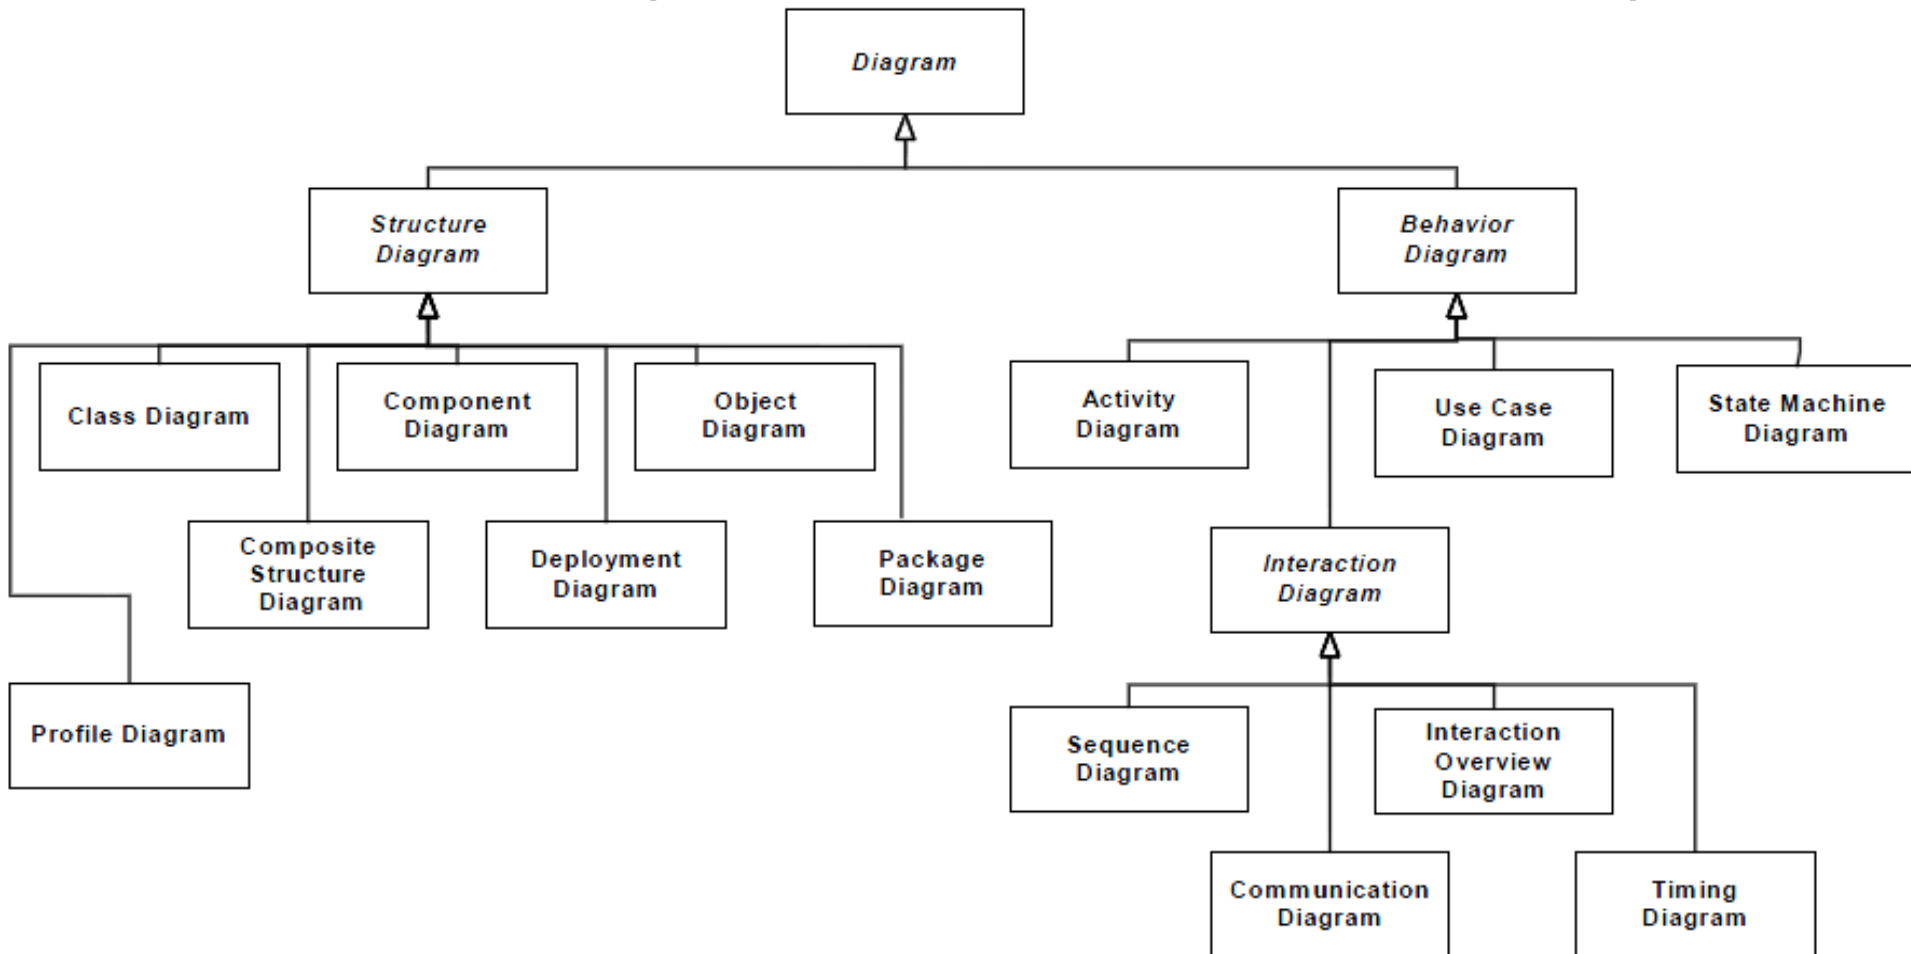 Diagram
Structure
Diagram
Behavior
Diagram
Class Diagram
Component
Diagram
Object
Diagram
Activity
Diagram
Use Case
Diagram
State Machine
Diagram
Composite
Structure
Diagram
Deployment
Diagram
Package
Diagram
Interaction
Diagram
Profile Diagram
Sequence
Diagram
Interaction
Overview
Diagram
Communication
Diagram
Timing
Diagram